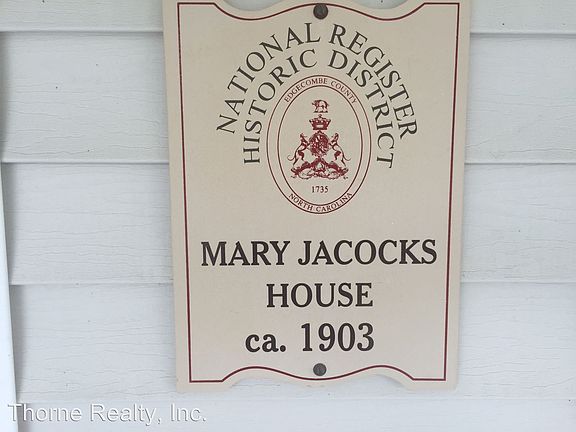 NATIONAL REGISTER
HISTORIC DISTRICT
EDGECOMBE COUNTY
1735
NORTH CAROLINA
MARY JACOCKS
HOUSE
ca. 1903
Thorne Realty, Inc.